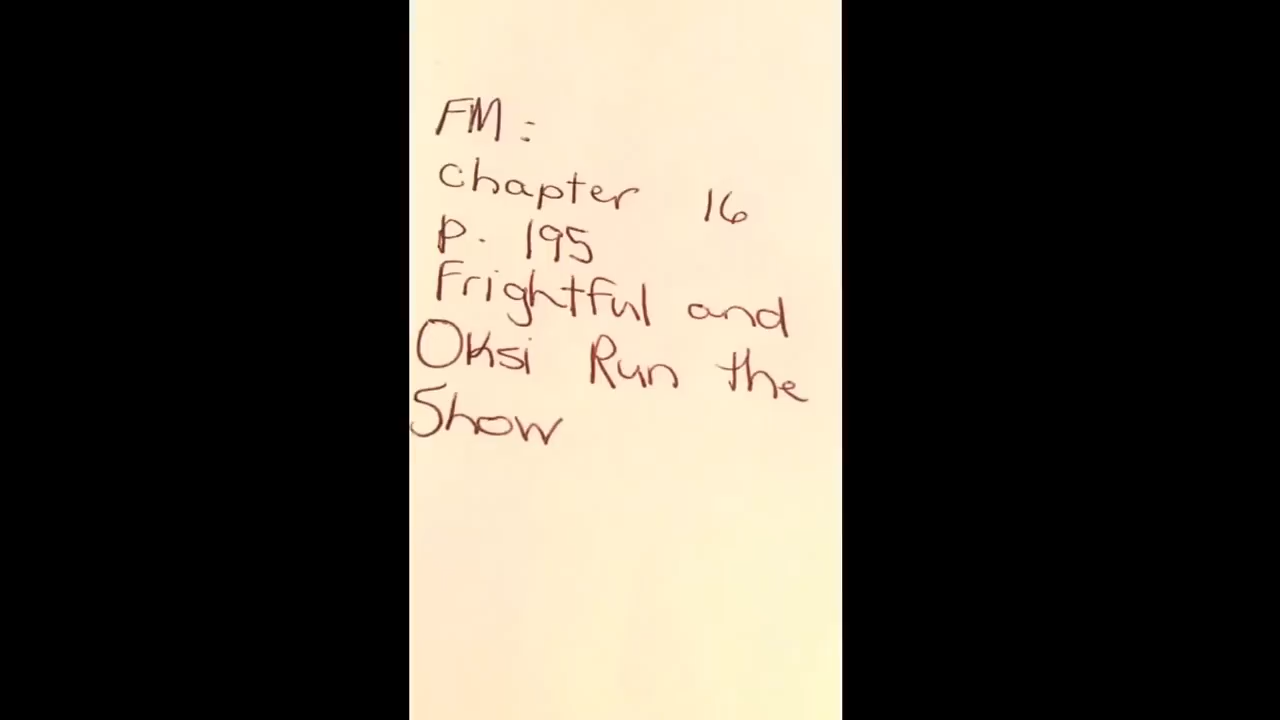 FM:
chapter 16
p. 195
Frightful and
Oksi Run the
Show